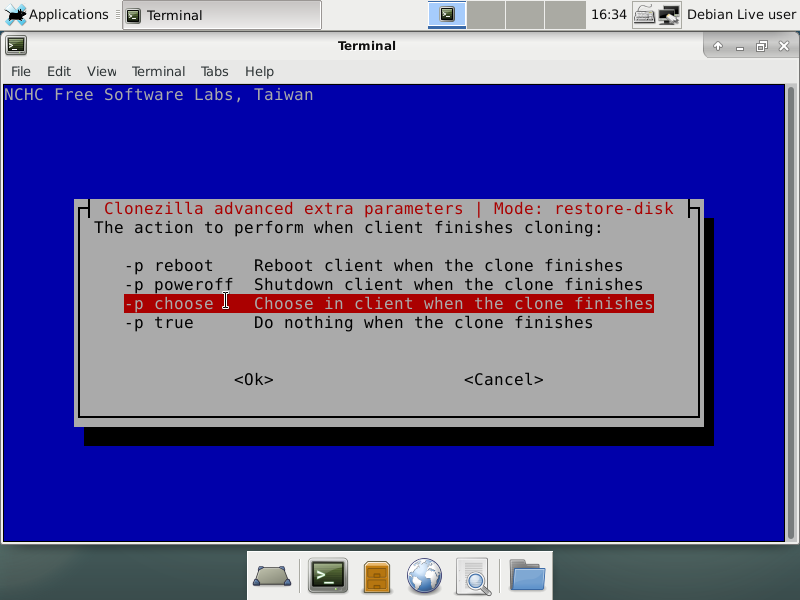 Applications Terminal 16:34 Debian Live user
Terminal
File Edit View Terminal Tabs Help
NCHC Free Software Labs, Taiwan
Clonezilla advanced extra parameters | Mode: restore-disk
The action to perform when client finishes cloning:
-p reboot Reboot client when the clone finishes
-p poweroff Shutdown client when the clone finishes
-p choose Choose in client when the clone finishes
-p true Do nothing when the clone finishes
<Ok> <Cancel>